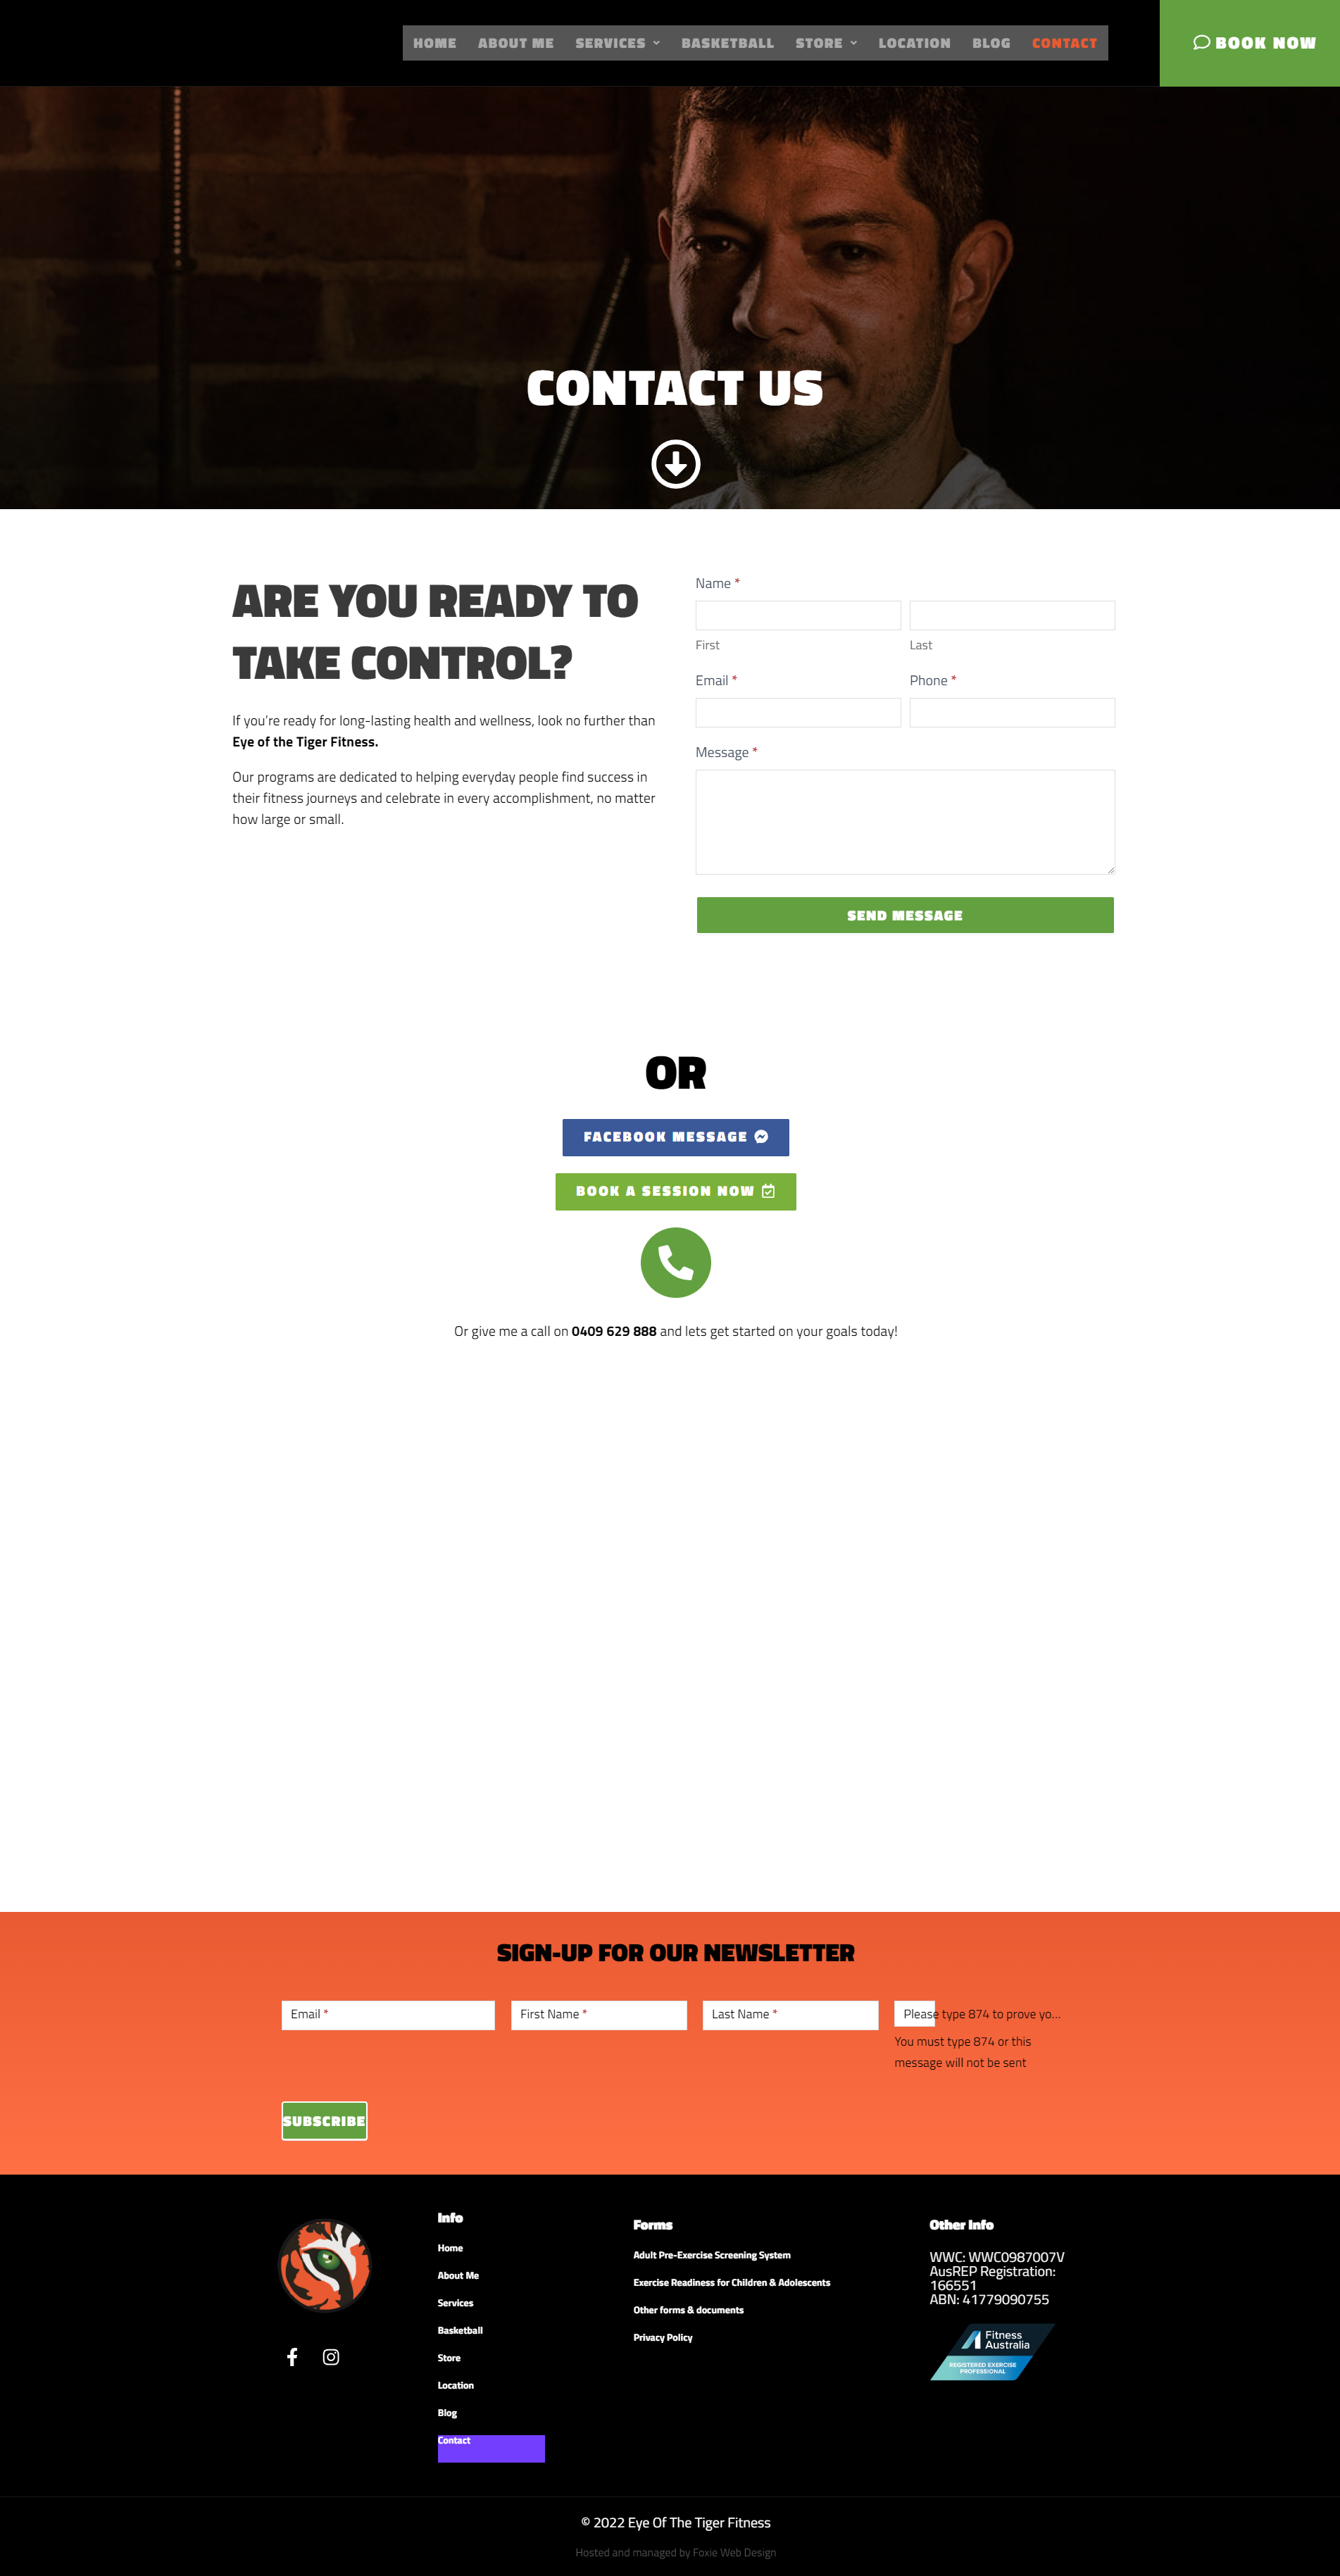 HOME ABOUT ME SERVICES BASKETBALL STORE LOCATION BLOG CONTACT
BOOK NOW
CONTACT US
ARE YOU READY TO
TAKE CONTROL?
If you're ready for long-lasting health and wellness, look no further than
Eye of the Tiger Fitness.
Our programs are dedicated to helping everyday people find success in
their fitness journeys and celebrate in every accomplishment, no matter
how large or small.
Name *
First Last
Email * Phone *
Message *
SEND MESSAGE
OR
FACEBOOK MESSAGE
BOOK A SESSION NOW
Or give me a call on 0409 629 888 and lets get started on your goals today!
SIGN-UP FOR OUR NEWSLETTER
Email * First Name * Last Name * Please type 874 to prove yo...
You must type 874 or this
message will not be sent
SUBSCRIBE
Info
Home
About Me
Services
Basketball
Store
Location
Blog
Contact
Forms
Adult Pre-Exercise Screening System
Exercise Readiness for Children & Adolescents
Other forms & documents
Privacy Policy
Other Info
WWC: WWC0987007V
AusREP Registration:
166551
ABN: 41779090755
Fitness
Australia
REGISTERED EXERCISE
PROFESSIONAL
© 2022 Eye Of The Tiger Fitness
Hosted and managed by Foxie Web Design